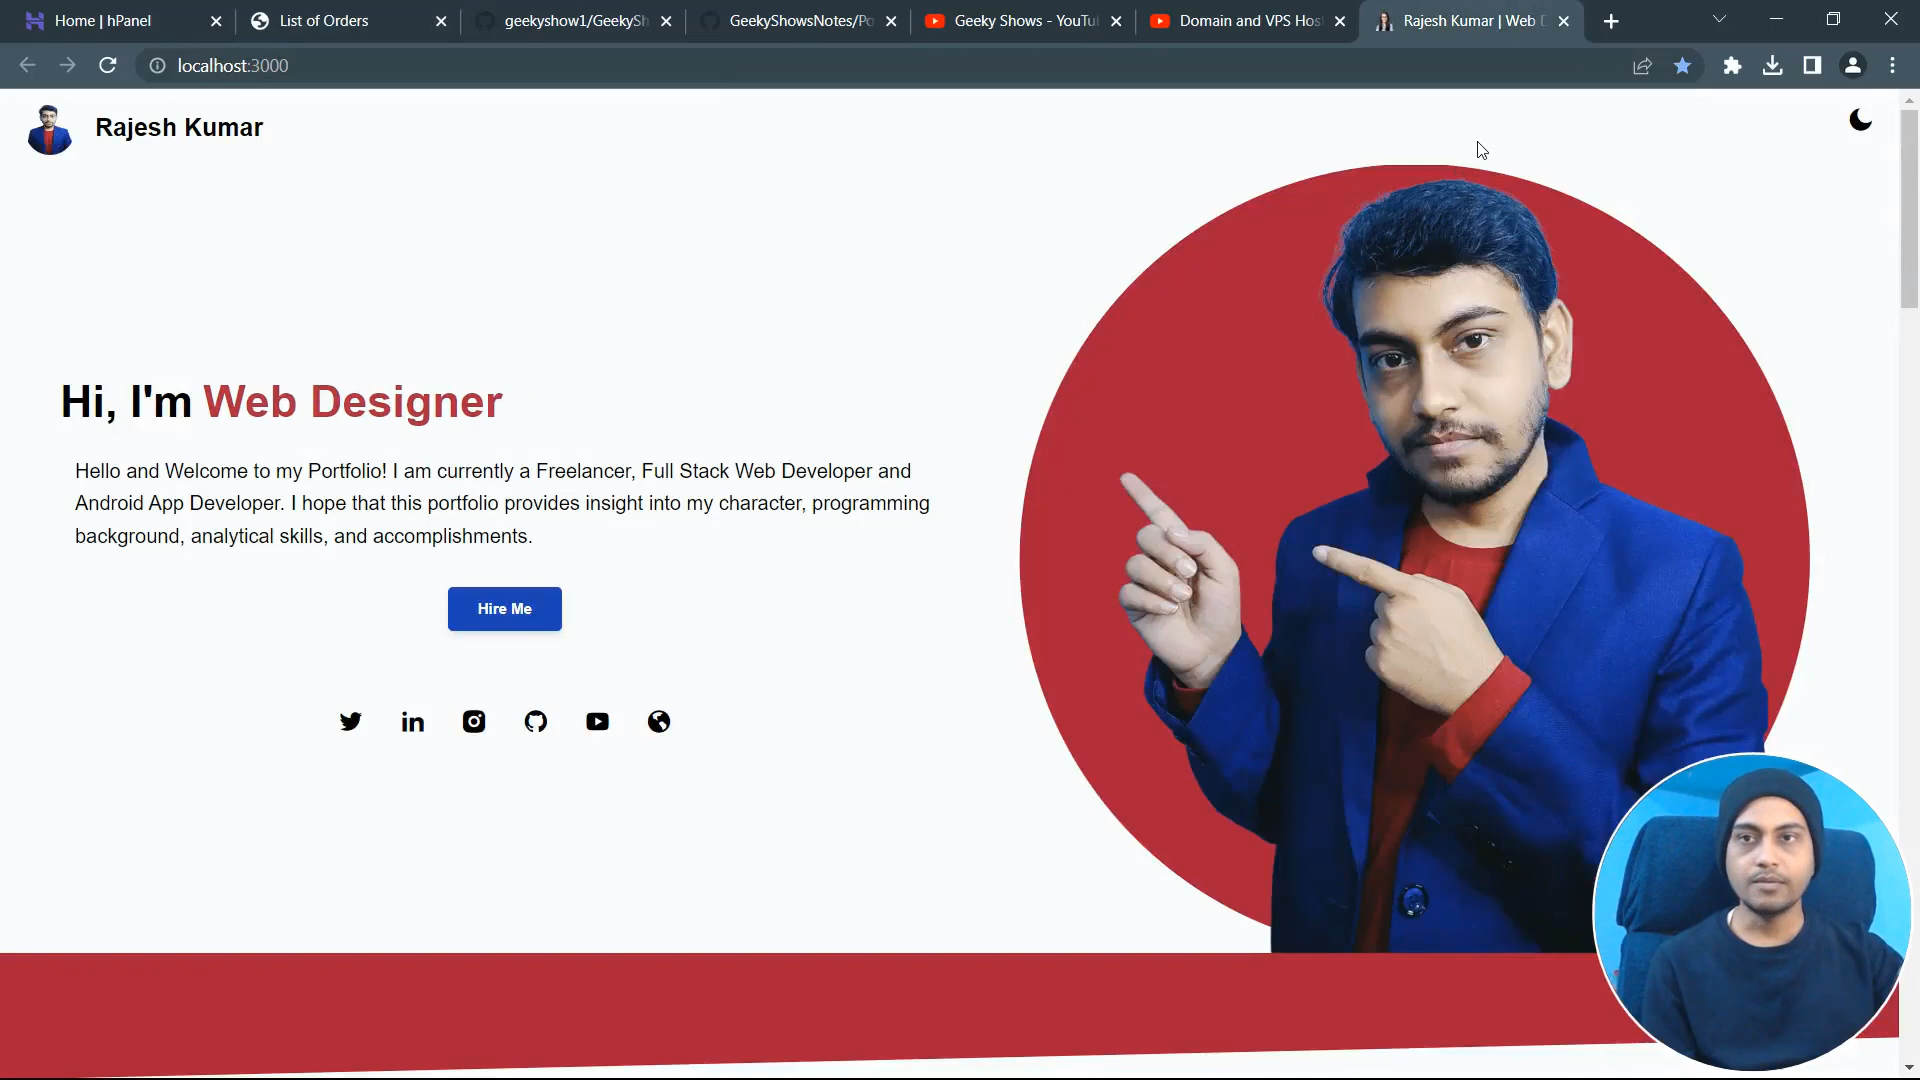 Home | hPanel
List of Orders
geekyshow1/GeekySh
GeekyShowsNotes/Po
Geeky Shows - YouTu
Domain and VPS Hos
Rajesh Kumar | Web D
localhost:3000
Rajesh Kumar
Hi, I'm Web Designer
Hello and Welcome to my Portfolio! I am currently a Freelancer, Full Stack Web Developer and
Android App Developer. I hope that this portfolio provides insight into my character, programming
background, analytical skills, and accomplishments.
Hire Me